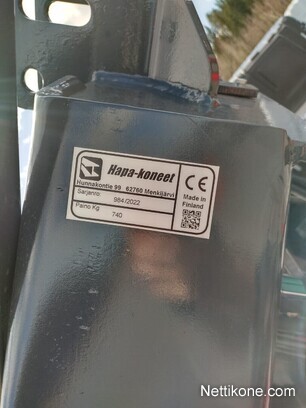 Hapa-koneet
Hunnakontie 99 62760 Menkijärvi
Sarjanro 984/2022
Paino Kg 740
CE
Made in
Finland
Nettikone.com